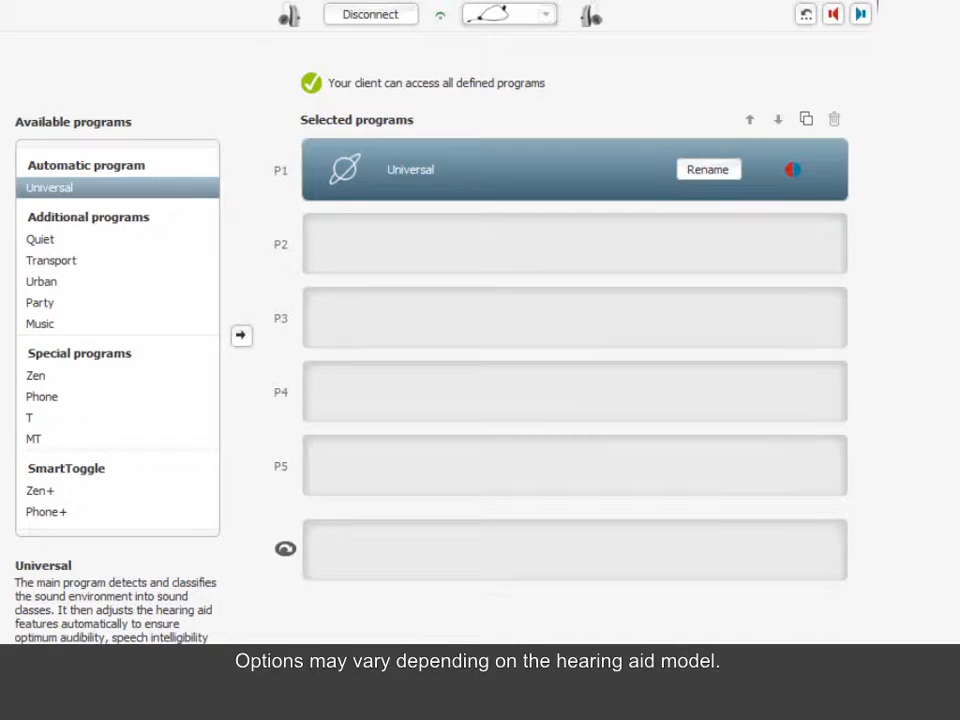 Disconnect
Your client can access all defined programs
Available programs
Selected programs
Automatic program
Universal
Additional programs
Quiet
Transport
Urban
Party
Music
Special programs
Zen
Phone
T
MT
SmartToggle
Zen+
Phone+
P1
Universal
Rename
P2
P3
P4
P5
Universal
The main program detects and classifies
the sound environment into sound
classes. It then adjusts the hearing aid
features automatically to ensure
optimum audibility, speech intelligibility
Options may vary depending on the hearing aid model.